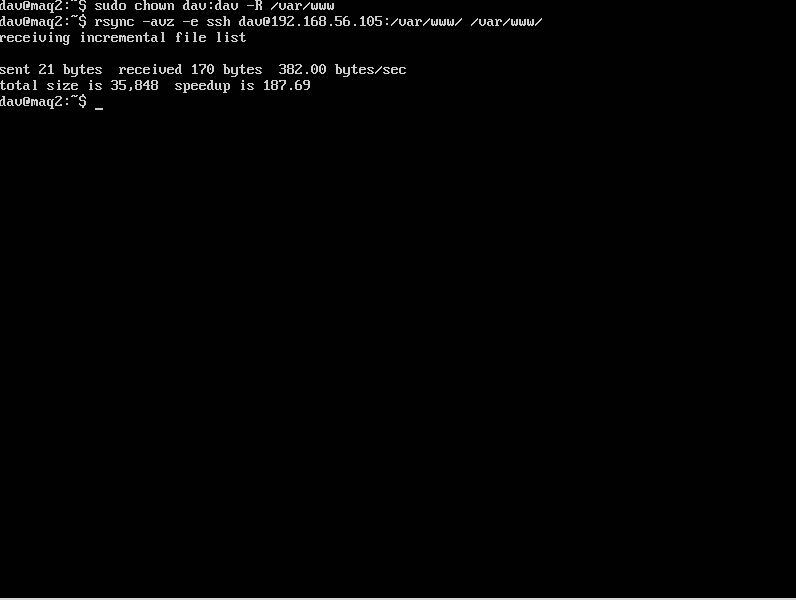 dav@maq2:~$ sudo chown dav:dav -R /var/www
dav@maq2:~$ rsync -avz -e ssh dav@192.168.56.105:/var/www/ /var/www/
receiving incremental file list
sent 21 bytes  received 170 bytes  382.00 bytes/sec
total size is 35,848  speedup is 187.69
dav@maq2:~$ _